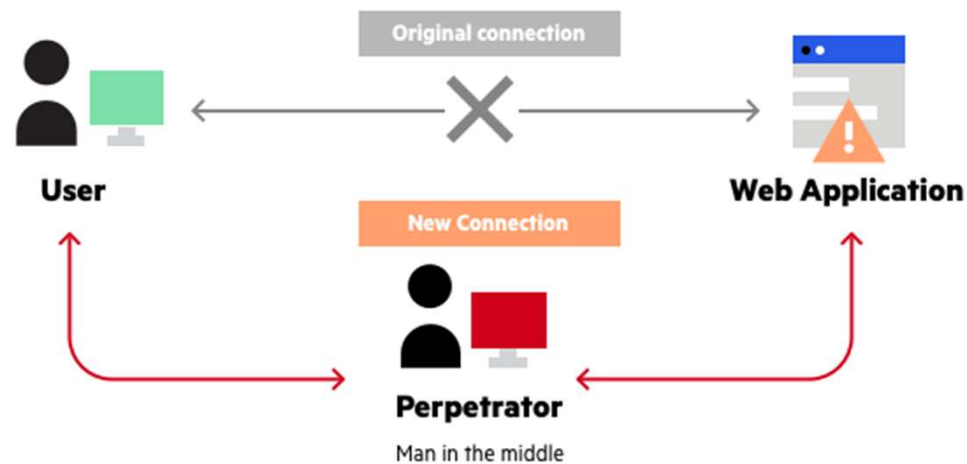 Original connection
User
Web Application
New Connection
Perpetrator
Man in the middle